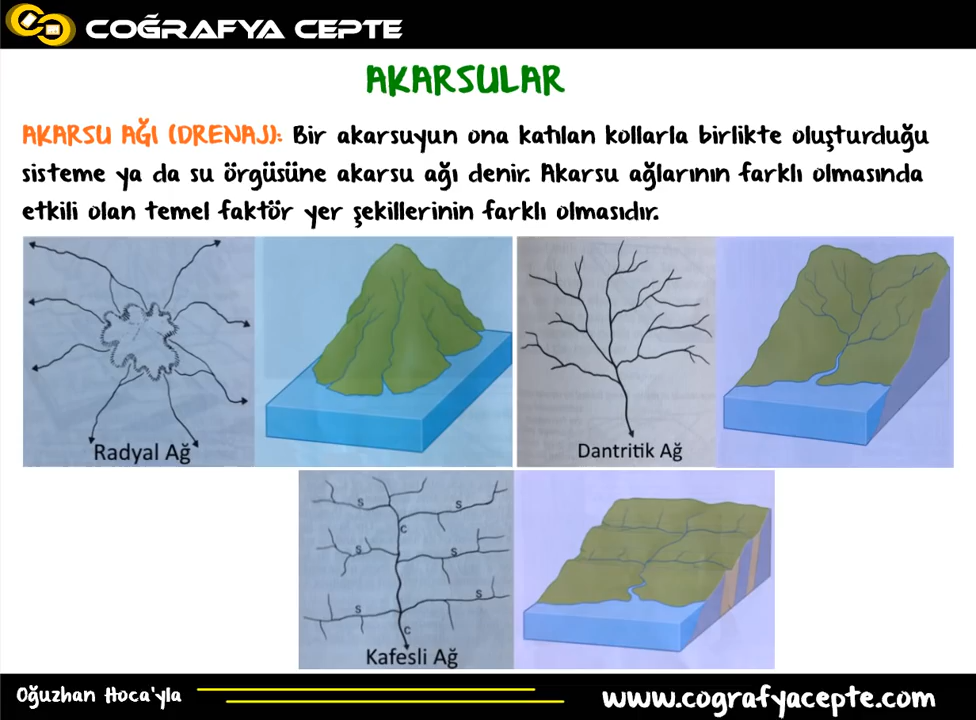 COĞRAFYA CEPTE
AKARSULAR
AKARSU AĞI (DRENAJ): Bir akarsuyun ona katılan kollarla birlikte oluşturduğu
sisteme ya da su örgüsüne akarsu ağı denir. Akarsu ağlarının farklı olmasında
etkili olan temel faktör yer şekillerinin farklı olmasıdır.
Radyal Ağ
Dantritik Ağ
S
S
C
S
S
S
S
C
Kafesli Ağ
Oğuzhan Hoca'yla
www.cografyacepte.com